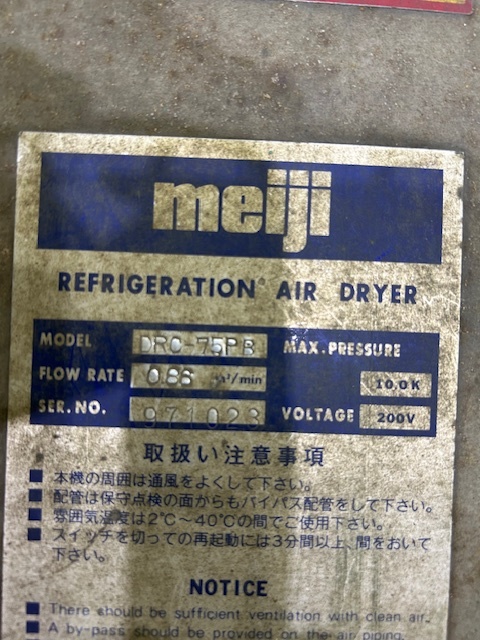 meiji
REFRIGERATION AIR DRYER
MODEL DRC-75PB MAX. PRESSURE
FLOW RATE 0.86 m³/min 10.0K
SER. NO. 971023 VOLTAGE 200V
取扱い注意事項
■ 本機の周囲は通風をよくして下さい。
■ 配管は保守点検の面からもバイパス配管をして下さい。
■ 雰囲気温度は2℃～40℃の間でご使用下さい。
■ スイッチを切っての再起動には3分間以上、間をおいて
下さい。
NOTICE
■ There should be sufficient ventilation with clean air.
■ A by-pass should be provided on the air piping.